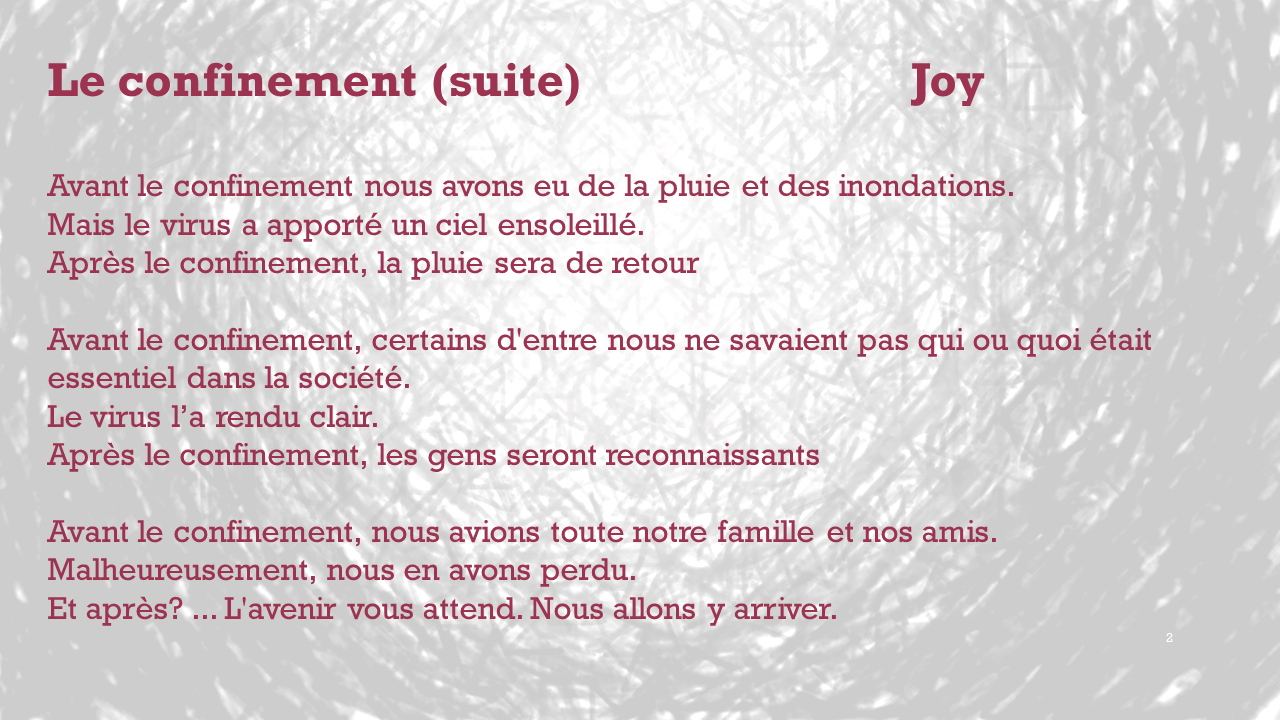 Le confinement (suite) Joy
Avant le confinement nous avons eu de la pluie et des inondations.
Mais le virus a apporté un ciel ensoleillé.
Après le confinement, la pluie sera de retour
Avant le confinement, certains d'entre nous ne savaient pas qui ou quoi était
essentiel dans la société.
Le virus l’a rendu clair.
Après le confinement, les gens seront reconnaissants
Avant le confinement, nous avions toute notre famille et nos amis.
Malheureusement, nous en avons perdu.
Et après? ... L'avenir vous attend. Nous allons y arriver.
2